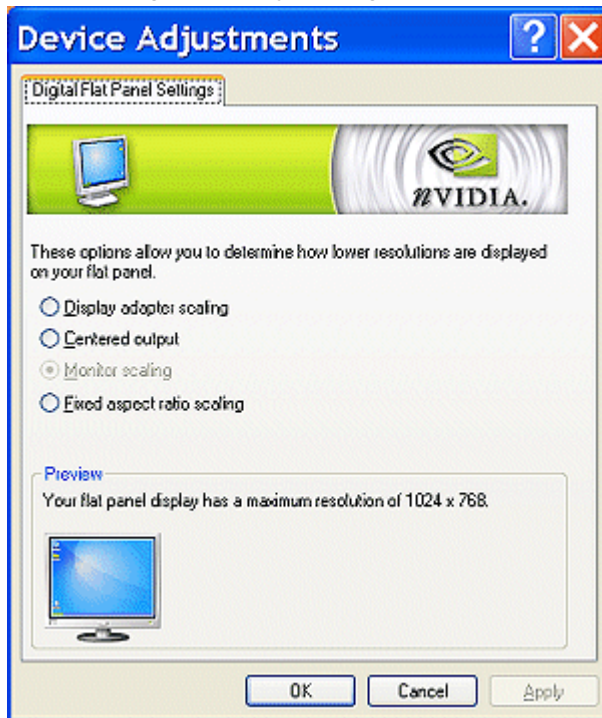 Device Adjustments
Digital Flat Panel Settings
nVIDIA.
These options allow you to determine how lower resolutions are displayed
on your flat panel.
Display adapter scaling
Centered output
Monitor scaling
Fixed aspect ratio scaling
Preview
Your flat panel display has a maximum resolution of 1024 x 768.
OK
Cancel
Apply